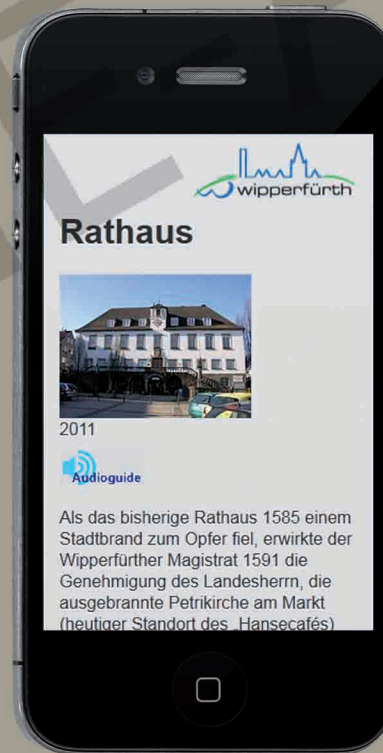 wipperfürth
Rathaus
2011
Audioguide
Als das bisherige Rathaus 1585 einem
Stadtbrand zum Opfer fiel, erwirkte der
Wipperfürther Magistrat 1591 die
Genehmigung des Landesherrn, die
ausgebrannte Petrikirche am Markt
(heutiger Standort des „Hansecafés)